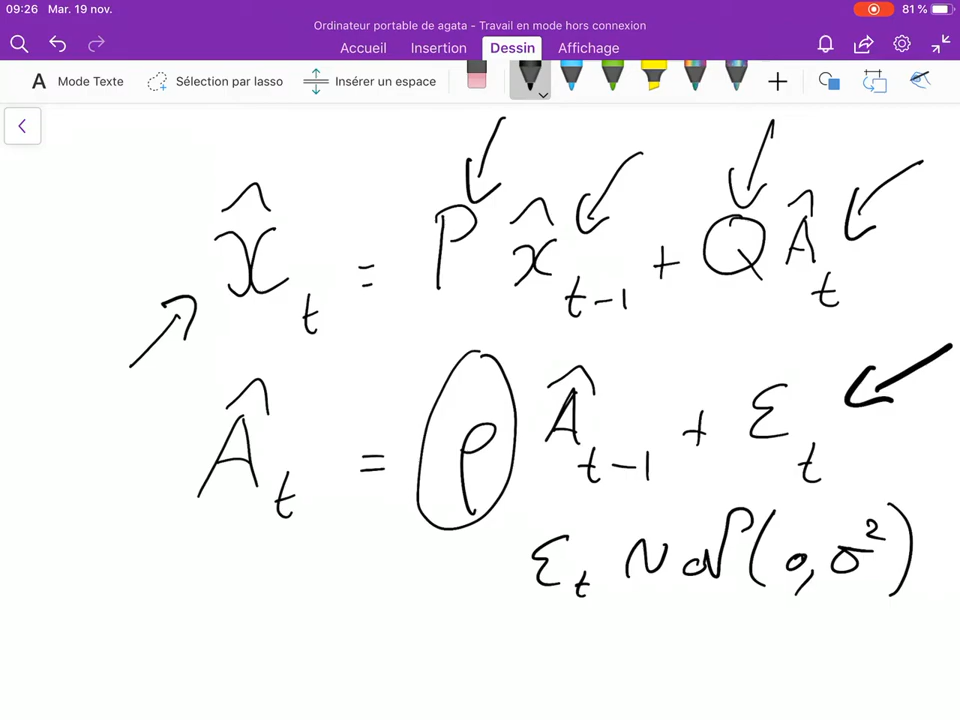 09:26 Mar. 19 nov. 81 %
Ordinateur portable de agata - Travail en mode hors connexion
Accueil Insertion Dessin Affichage
A Mode Texte Sélection par lasso Insérer un espace
x̂_t = P x̂_{t-1} + Q Â_t
Â_t = ρ Â_{t-1} + ε_t
ε_t ~ N(0, σ²)